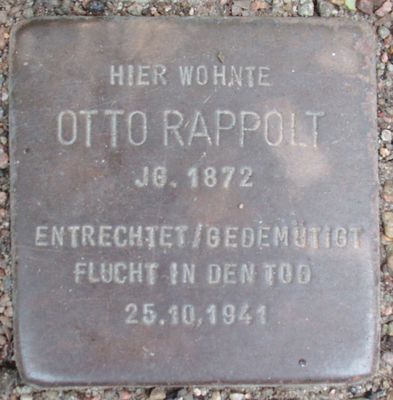 HIER WOHNTE
OTTO RAPPOLT
JG. 1872
ENTRECHTET/GEDEMÜTIGT
FLUCHT IN DEN TOD
25.10.1941